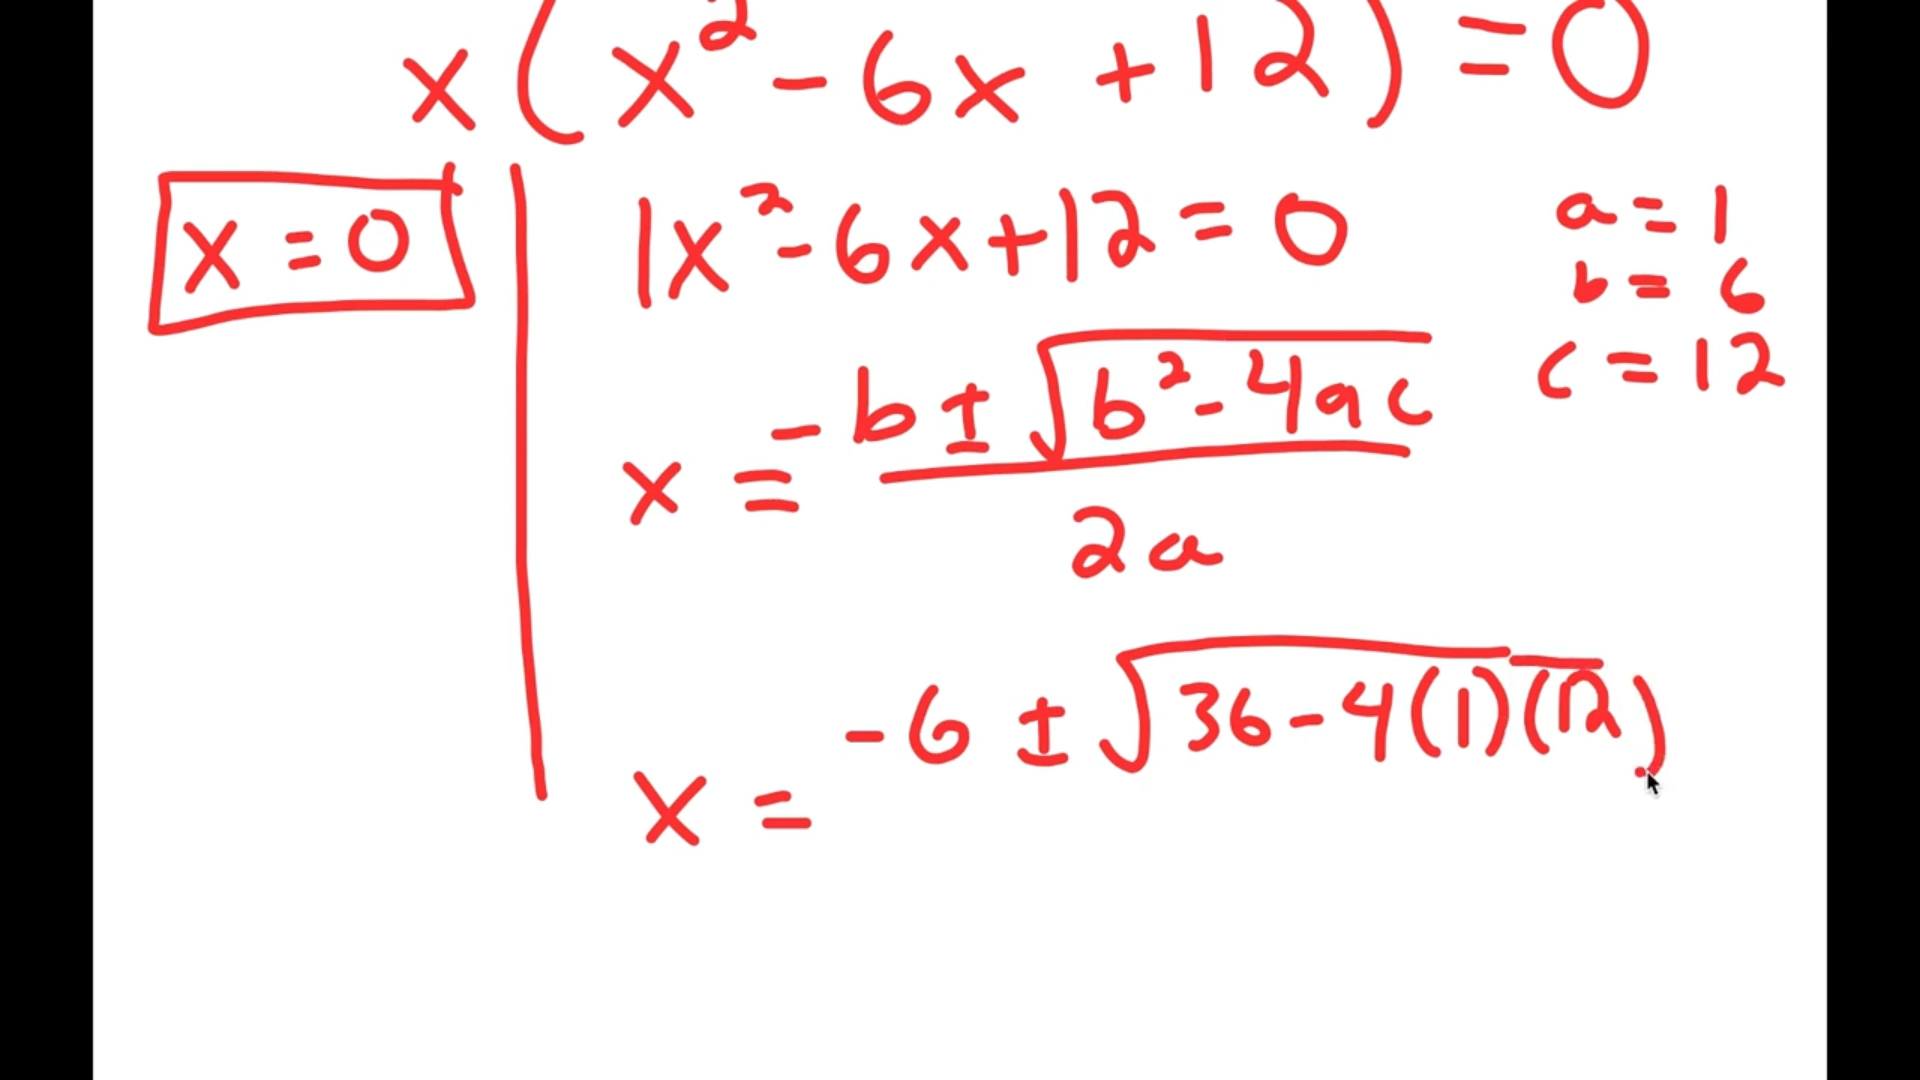 x(x²-6x+12)=0
x=0
1x²-6x+12=0
a=1
b=6
c=12
x = -b±√b²-4ac
2a
x = -6±√36-4(1)(12)